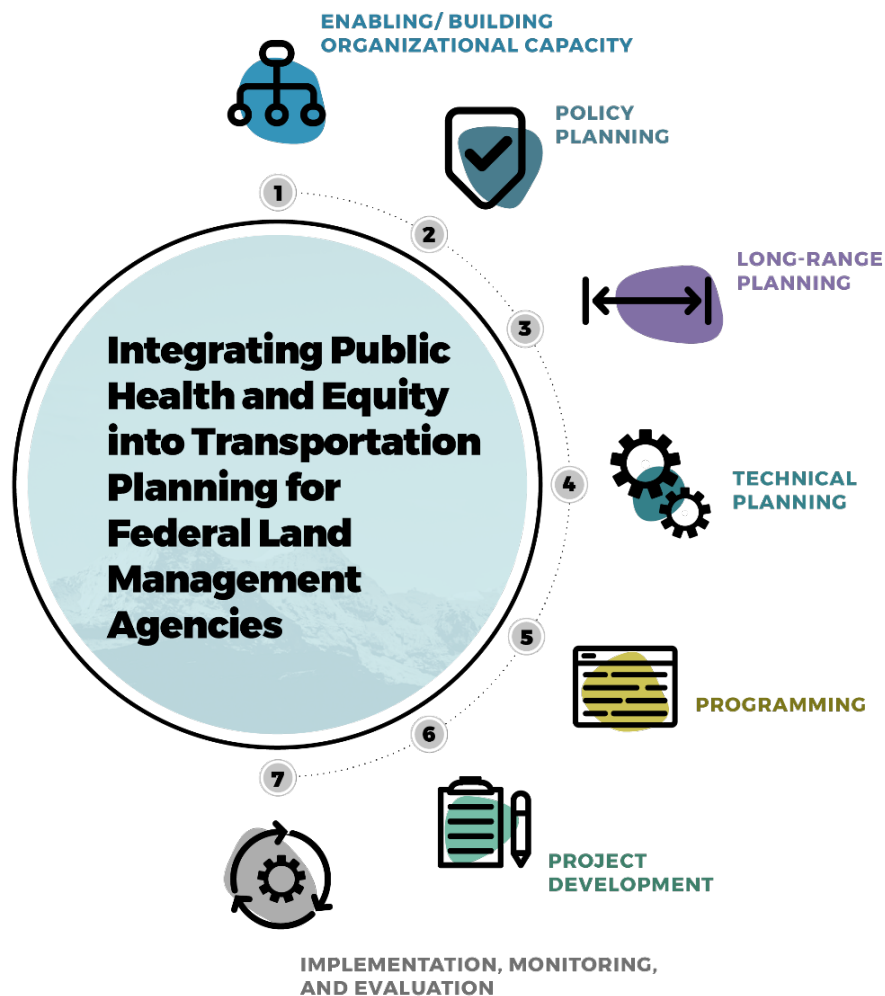 ENABLING/ BUILDING
ORGANIZATIONAL CAPACITY
POLICY
PLANNING
1
2
LONG-RANGE
PLANNING
3
Integrating Public
Health and Equity
into Transportation
Planning for
Federal Land
Management
Agencies
4
TECHNICAL
PLANNING
5
PROGRAMMING
6
7
PROJECT
DEVELOPMENT
IMPLEMENTATION, MONITORING,
AND EVALUATION